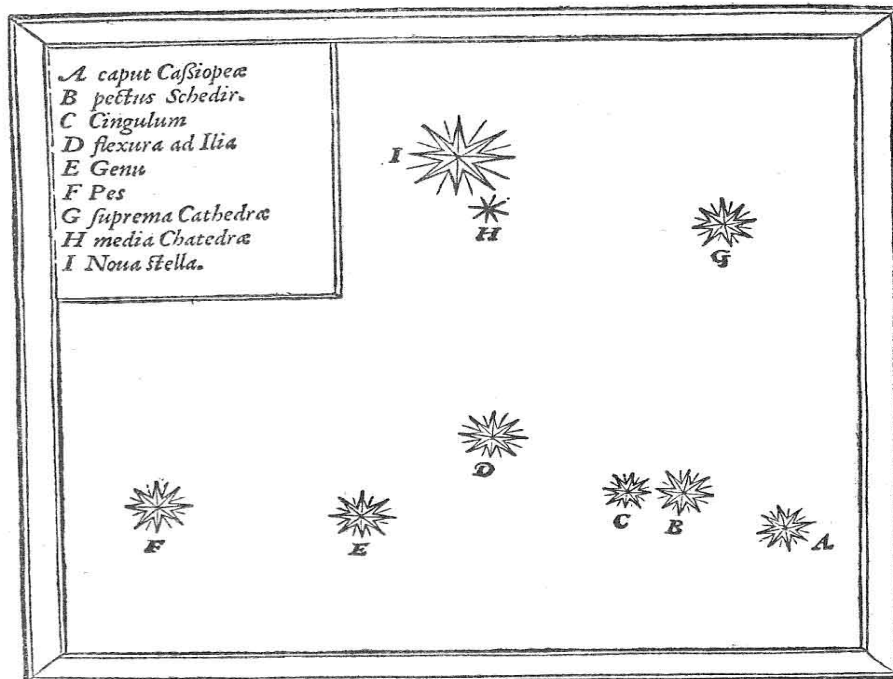 A caput Caſsiopeæ
B pectus Schedir.
C Cingulum
D flexura ad Ilia
E Genu
F Pes
G ſuprema Cathedræ
H media Chatedræ
I Noua ſtella.
I
H
G
D
C
B
A
F
E